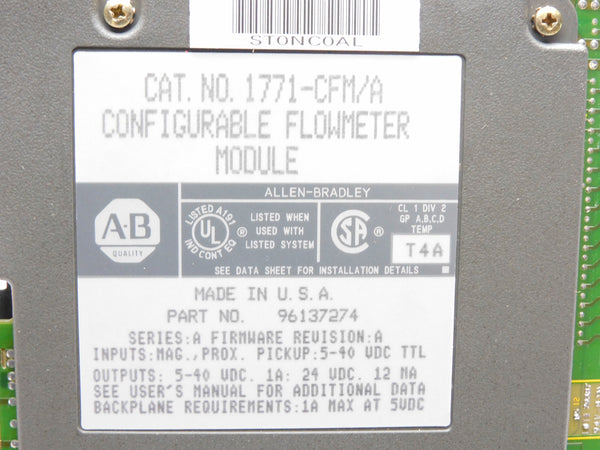 STONCOAL
CAT. NO. 1771-CFM/A
CONFIGURABLE FLOWMETER
MODULE
ALLEN-BRADLEY
A-B
QUALITY
LISTED A191
UL
IND CONT EQ
®
LISTED WHEN
USED WITH
LISTED SYSTEM
SA
®
CL 1 DIV 2
GP A,B,C,D
TEMP
T4A
SEE DATA SHEET FOR INSTALLATION DETAILS
MADE IN U.S.A.
PART NO. 96137274
SERIES:A FIRMWARE REVISION:A
INPUTS:MAG.,PROX. PICKUP:5-40 VDC TTL
OUTPUTS: 5-40 VDC. 1A: 24 VDC. 12 MA
SEE USER'S MANUAL FOR ADDITIONAL DATA
BACKPLANE REQUIREMENTS:1A MAX AT 5VDC